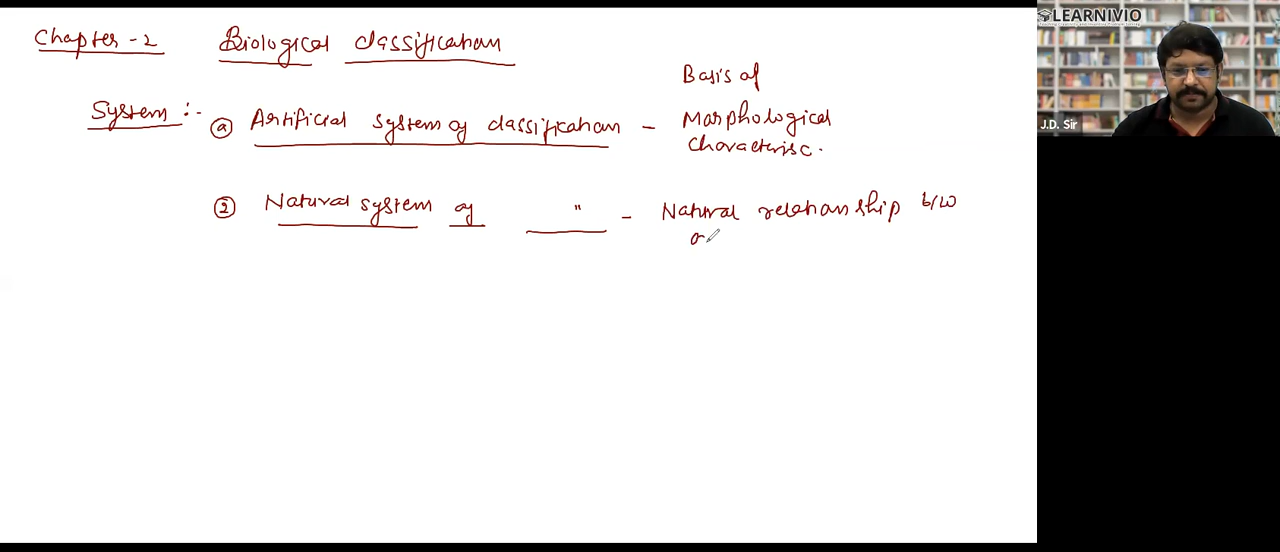 Chapter - 2 Biological classification
System :- (a) Artificial system of classification - Basis of
Morphological
characterisc.
(2) Natural system of " - Natural relationship b/w
o
LEARNIVIO
J.D. Sir